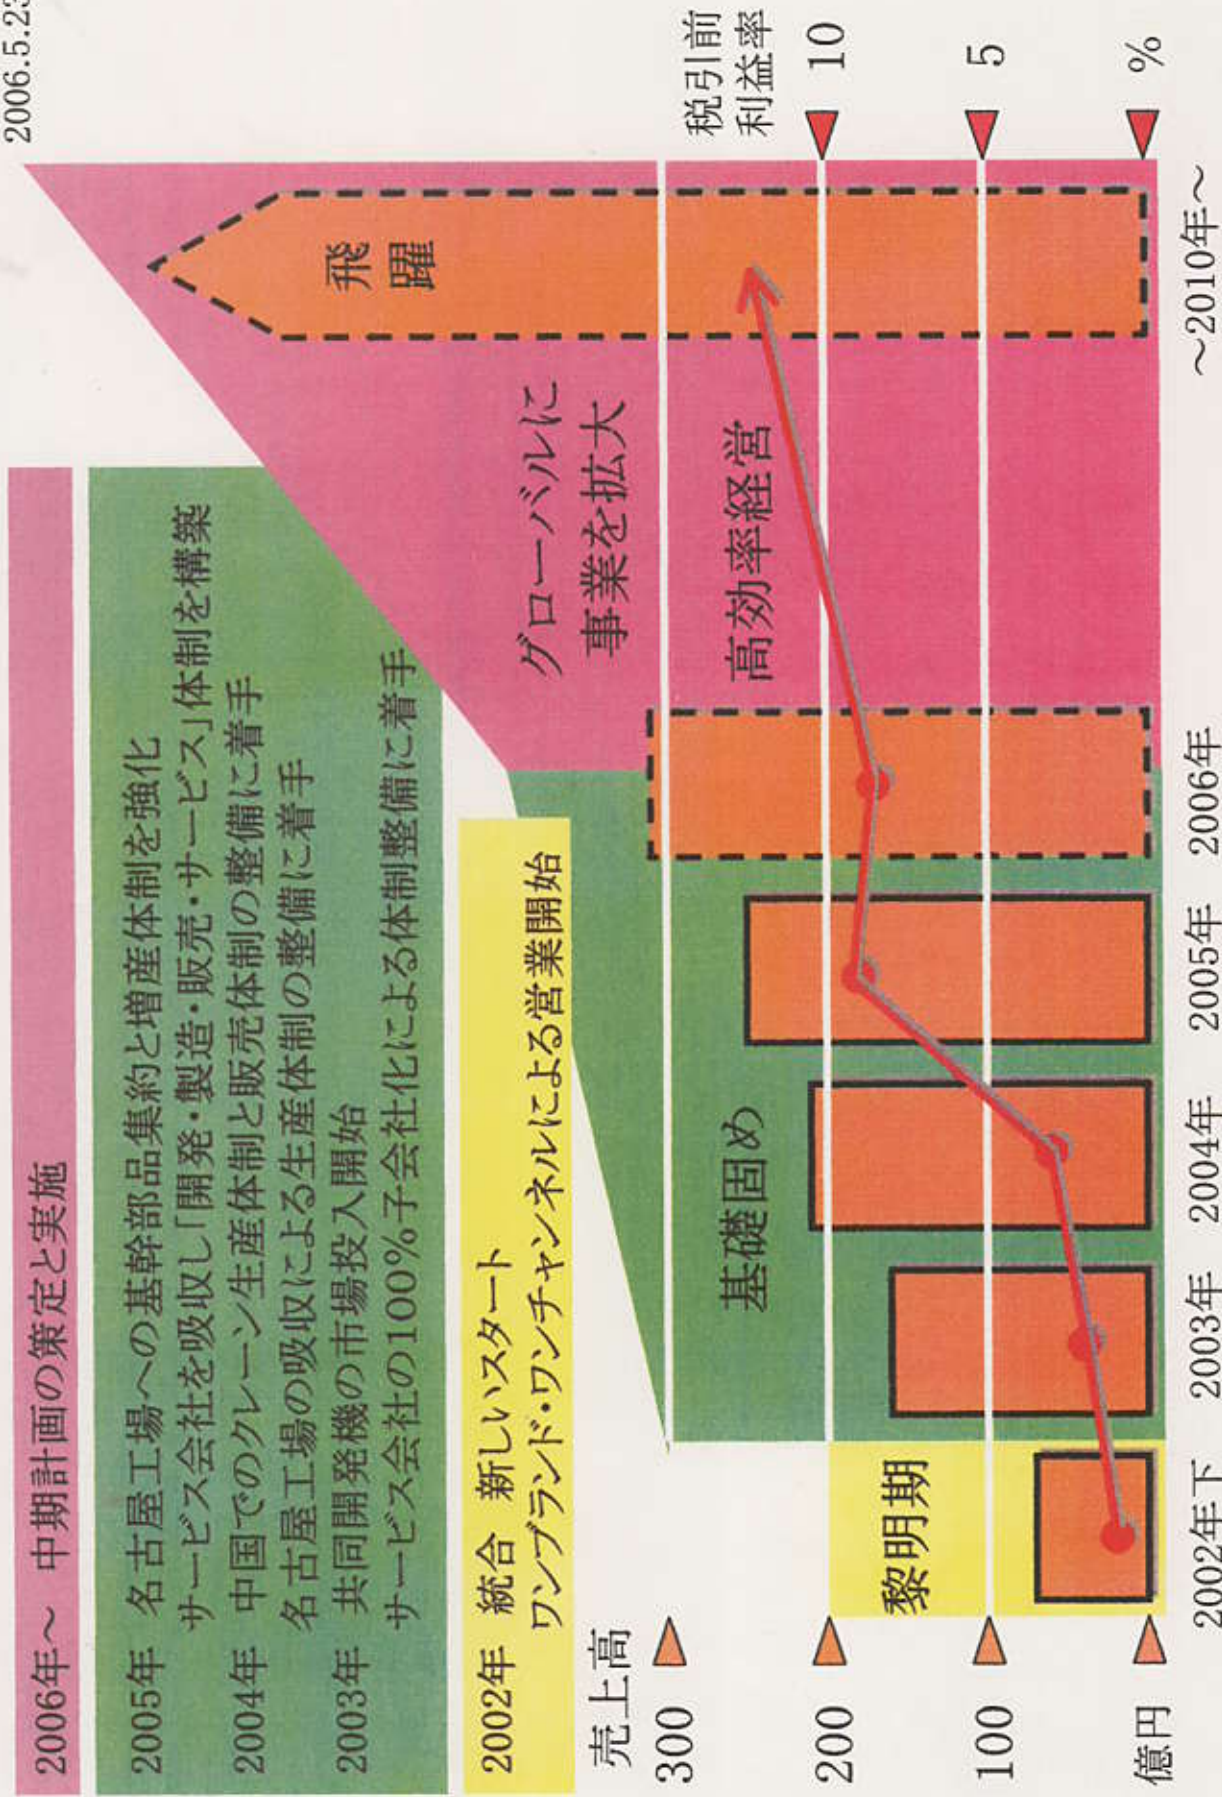 2006.5.23
2006年～ 中期計画の策定と実施
2005年 名古屋工場への基幹部品集約と増産体制を強化
サービス会社を吸収し「開発・製造・販売・サービス」体制を構築
2004年 中国でのクレーン生産体制と販売体制の整備に着手
名古屋工場の吸収による生産体制の整備に着手
2003年 共同開発機の市場投入開始
サービス会社の100%子会社化による体制整備に着手
2002年 統合 新しいスタート
ワンブランド・ワンチャンネルによる営業開始
売上高
300
200
100
億円
黎明期
基礎固め
グローバルに
事業を拡大
高効率経営
飛躍
税引前
利益率
10
5
%
2002年下
2003年
2004年
2005年
2006年
～2010年～